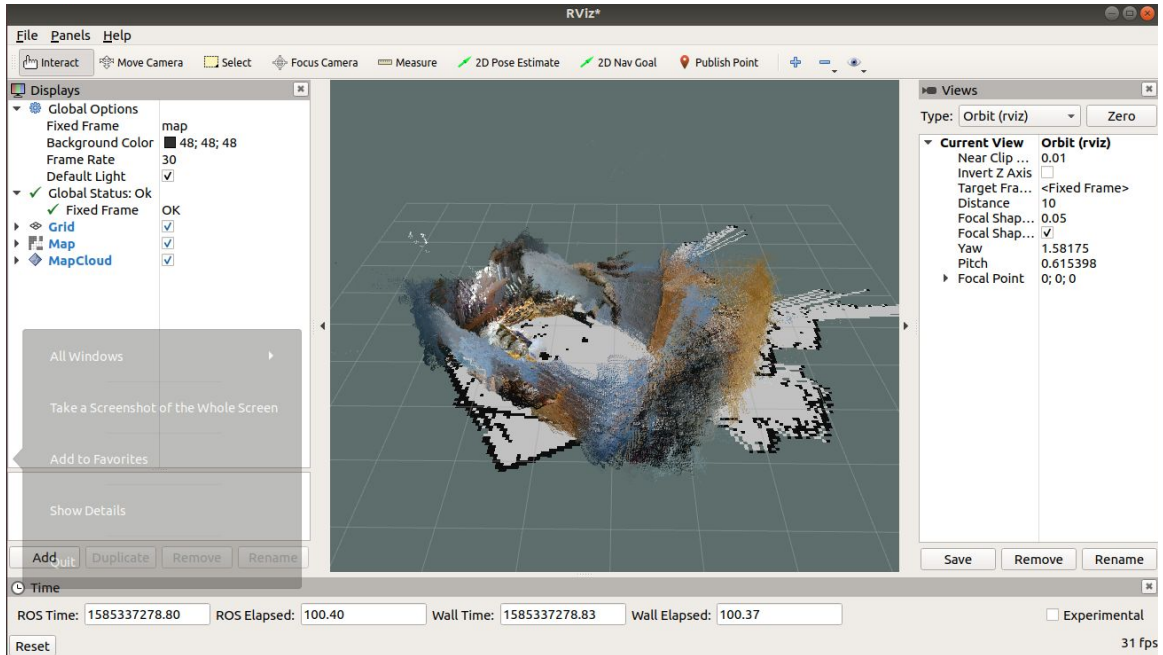 RViz*
File Panels Help
Interact Move Camera Select Focus Camera Measure 2D Pose Estimate 2D Nav Goal Publish Point
Displays
Global Options
Fixed Frame map
Background Color 48; 48; 48
Frame Rate 30
Default Light
Global Status: Ok
Fixed Frame OK
Grid
Map
MapCloud
All Windows
Take a Screenshot of the Whole Screen
Add to Favorites
Show Details
Quit
Add Duplicate Remove Rename
Views
Type: Orbit (rviz) Zero
Current View Orbit (rviz)
Near Clip ... 0.01
Invert Z Axis
Target Fra... <Fixed Frame>
Distance 10
Focal Shap... 0.05
Focal Shap...
Yaw 1.58175
Pitch 0.615398
Focal Point 0; 0; 0
Save Remove Rename
Time
ROS Time: 1585337278.80 ROS Elapsed: 100.40 Wall Time: 1585337278.83 Wall Elapsed: 100.37 Experimental
Reset 31 fps